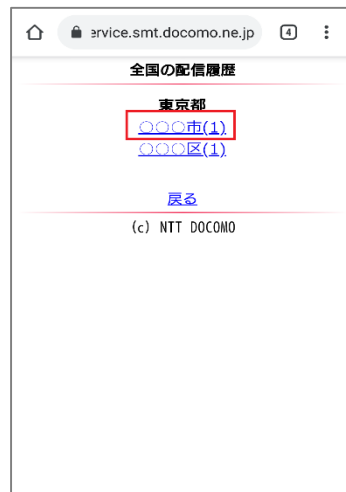 ervice.smt.docomo.ne.jp 4
全国の配信履歴
東京都
○○○市(1)
○○○区(1)
戻る
(c) NTT DOCOMO